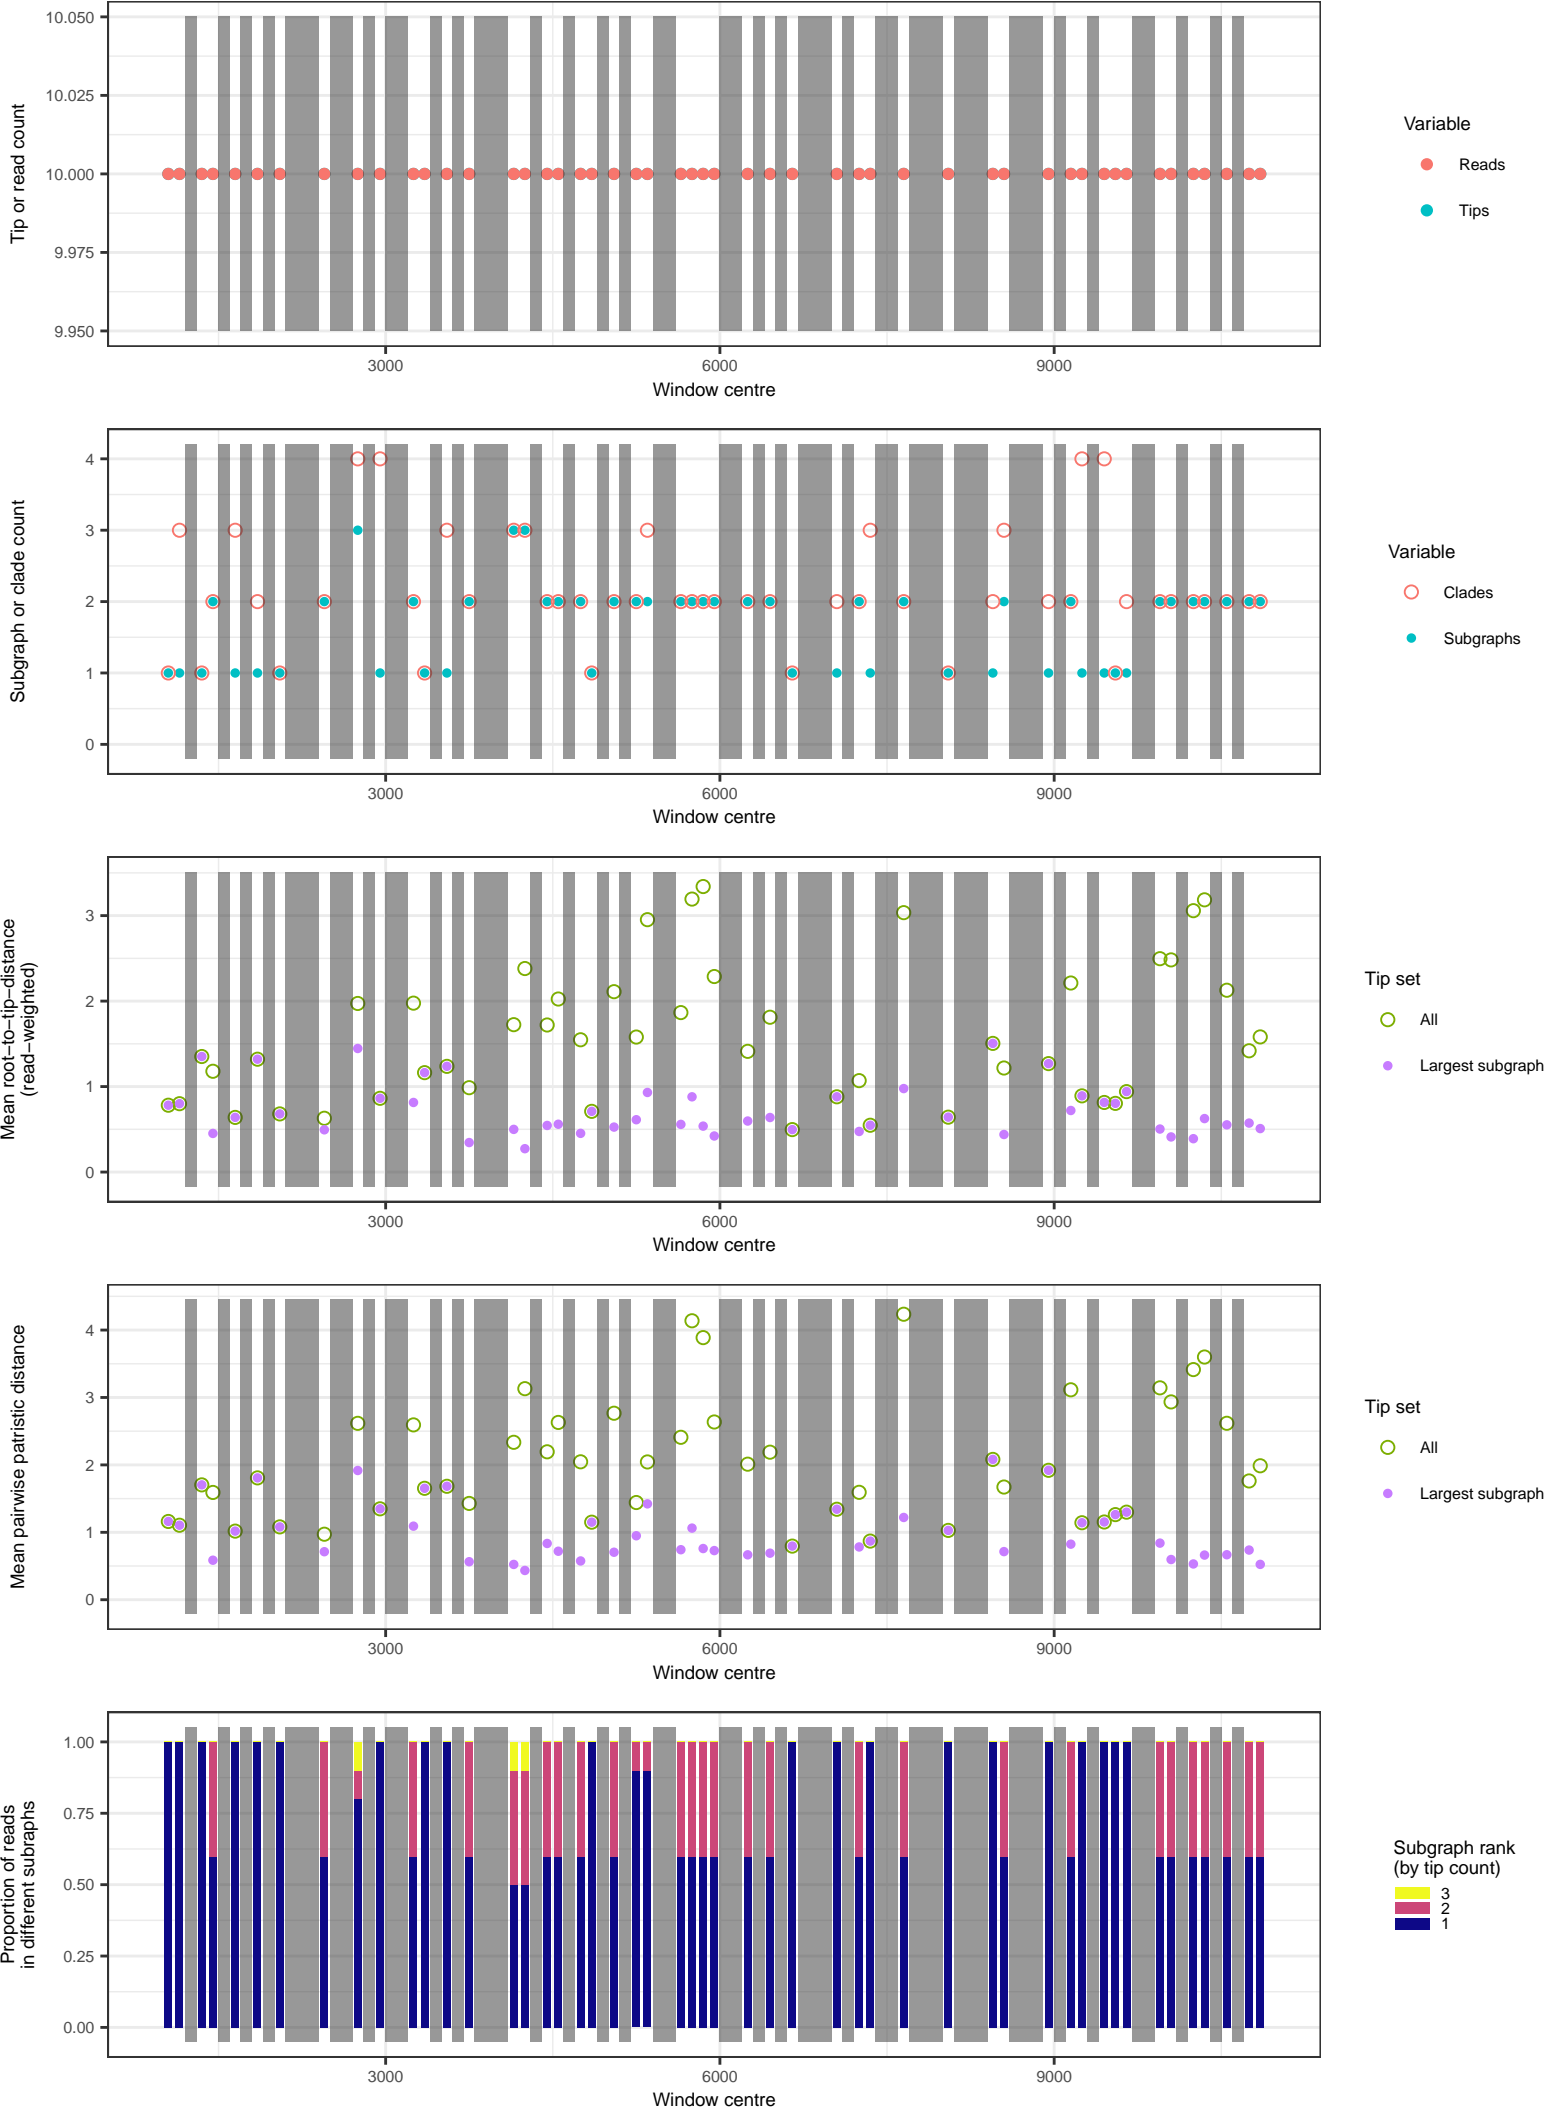 10.050
10.025
10.000
9.975
9.950
Tip or read count
3000
6000
9000
Window centre
Variable
Reads
Tips
4
3
2
1
0
Subgraph or clade count
3000
6000
9000
Window centre
Variable
Clades
Subgraphs
3
2
1
0
Mean root−to−tip−distance
(read−weighted)
3000
6000
9000
Window centre
Tip set
All
Largest subgraph
4
3
2
1
0
Mean pairwise patristic distance
3000
6000
9000
Window centre
Tip set
All
Largest subgraph
1.00
0.75
0.50
0.25
0.00
Proportion of reads
in different subraphs
3000
6000
9000
Window centre
Subgraph rank
(by tip count)
3
2
1